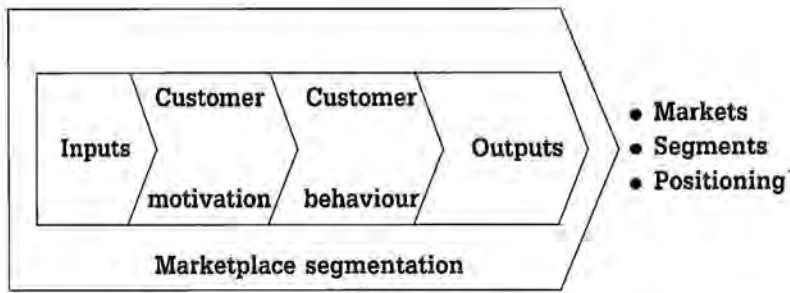 Customer Customer
Inputs
Outputs
motivation behaviour
Marketplace segmentation
• Markets
• Segments
• Positioning